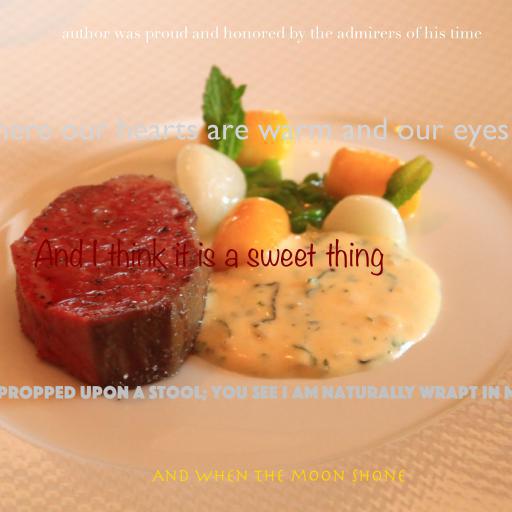 author was proud and honored by the admirers of his time
here our hearts are warm and our eyes
And I think it is a sweet thing
PROPPED UPON A STOOL; YOU SEE I AM NATURALLY WRAPT IN
AND WHEN THE MOON SHONE